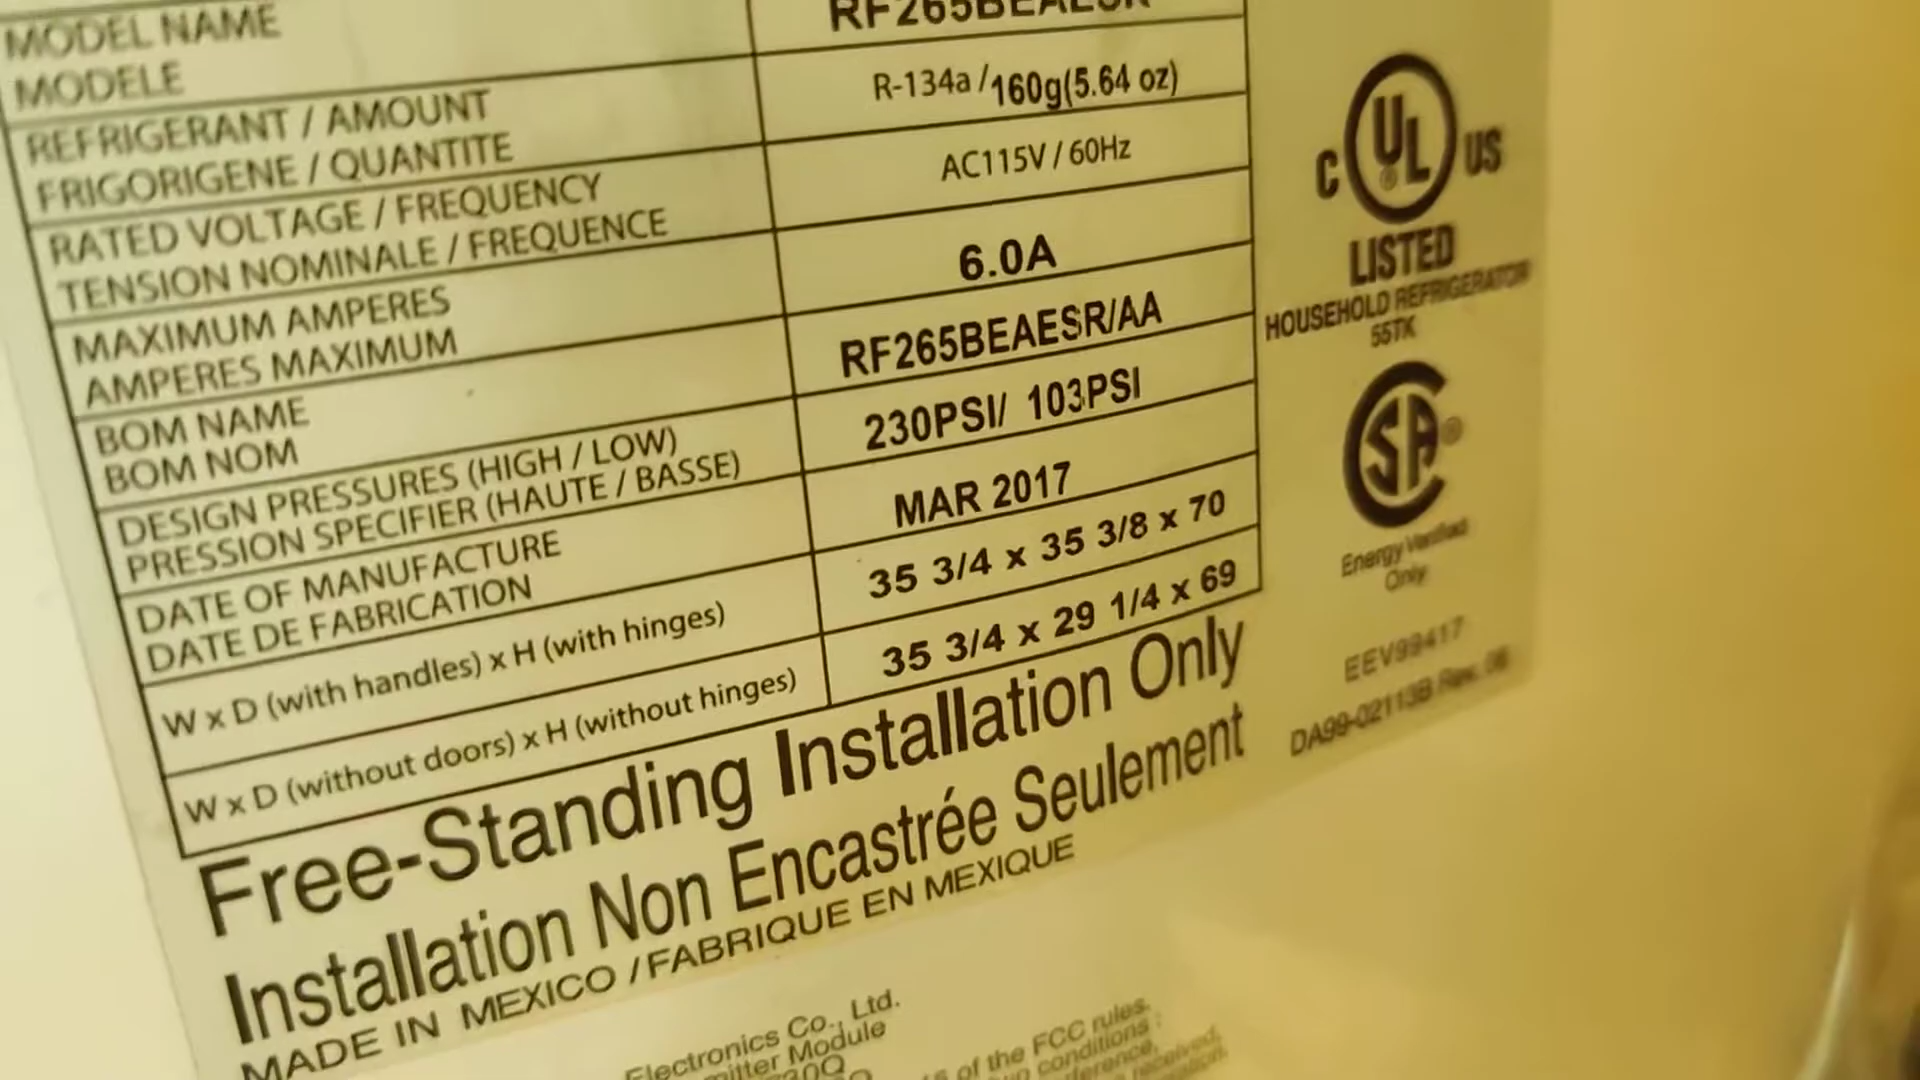 MODEL NAME
MODELE
RF265BEAESR
REFRIGERANT / AMOUNT
FRIGORIGENE / QUANTITE
R-134a / 160g(5.64 oz)
RATED VOLTAGE / FREQUENCY
TENSION NOMINALE / FREQUENCE
AC115V / 60Hz
MAXIMUM AMPERES
AMPERES MAXIMUM
6.0A
BOM NAME
BOM NOM
RF265BEAESR/AA
DESIGN PRESSURES (HIGH / LOW)
PRESSION SPECIFIER (HAUTE / BASSE)
230PSI/ 103PSI
DATE OF MANUFACTURE
DATE DE FABRICATION
MAR 2017
W x D (with handles) x H (with hinges)
35 3/4 x 35 3/8 x 70
W x D (without doors) x H (without hinges)
35 3/4 x 29 1/4 x 69
Free-Standing Installation Only
Installation Non Encastrée Seulement
MADE IN MEXICO / FABRIQUE EN MEXIQUE
C UL® US
LISTED
HOUSEHOLD REFRIGERATOR
55TK
SA®
Energy Verified
Only
EEV99417
DA99-02113B Rev. 06
Electronics Co., Ltd.
Module
of the FCC rules.
conditions :
received,